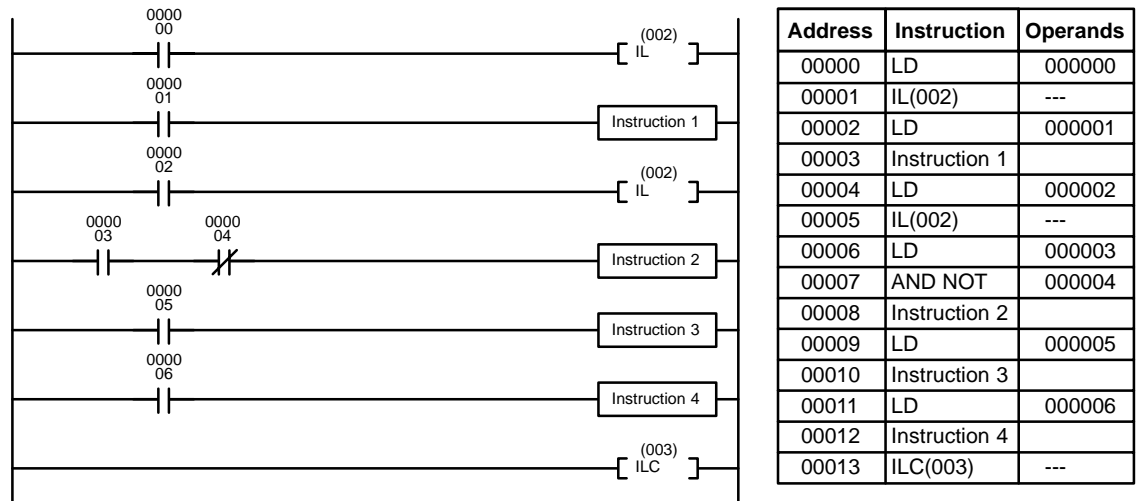 0000
00
(002)
IL
0000
01
Instruction 1
0000
02
(002)
IL
0000
03
0000
04
Instruction 2
0000
05
Instruction 3
0000
06
Instruction 4
(003)
ILC
Address Instruction Operands
00000 LD 000000
00001 IL(002) ---
00002 LD 000001
00003 Instruction 1
00004 LD 000002
00005 IL(002) ---
00006 LD 000003
00007 AND NOT 000004
00008 Instruction 2
00009 LD 000005
00010 Instruction 3
00011 LD 000006
00012 Instruction 4
00013 ILC(003) ---